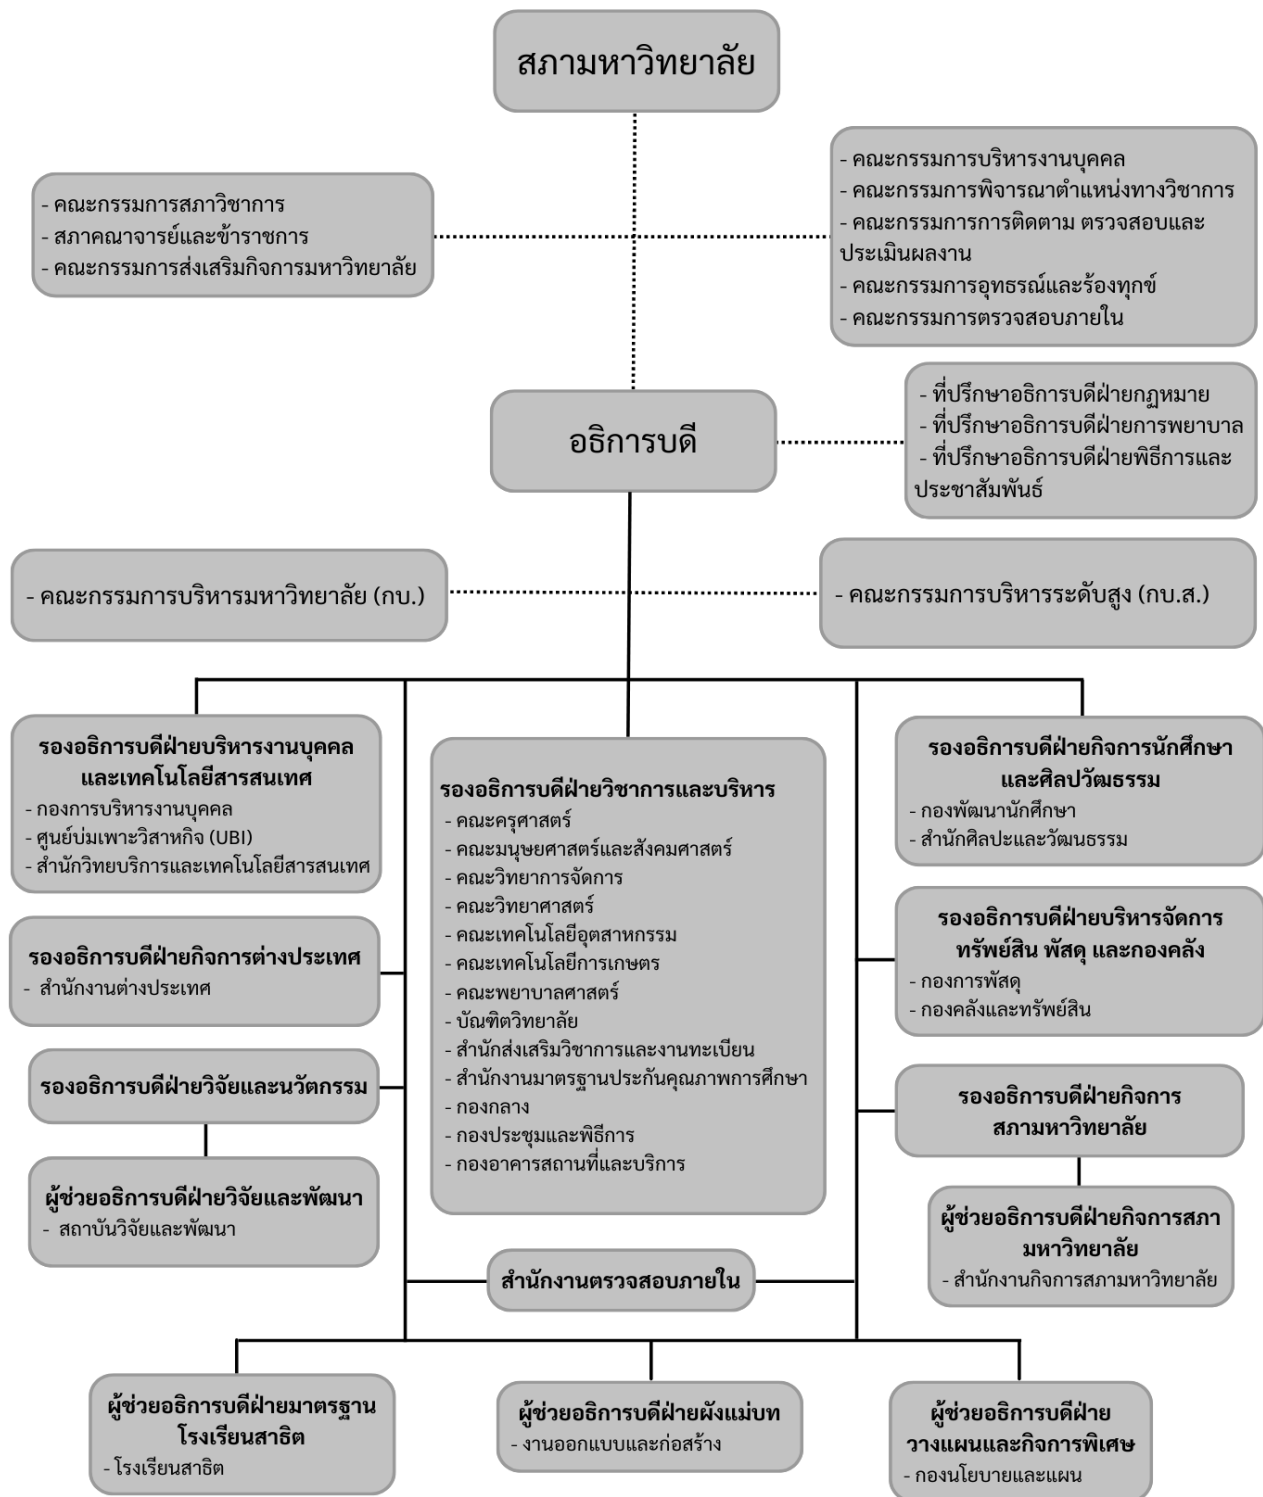 สภามหาวิทยาลัย
- คณะกรรมการสภาวิชาการ
- สภาคณาจารย์และข้าราชการ
- คณะกรรมการส่งเสริมกิจการมหาวิทยาลัย
- คณะกรรมการบริหารงานบุคคล
- คณะกรรมการพิจารณาตำแหน่งทางวิชาการ
- คณะกรรมการการติดตาม ตรวจสอบและ
ประเมินผลงาน
- คณะกรรมการอุทธรณ์และร้องทุกข์
- คณะกรรมการตรวจสอบภายใน
อธิการบดี
- ที่ปรึกษาอธิการบดีฝ่ายกฏหมาย
- ที่ปรึกษาอธิการบดีฝ่ายการพยาบาล
- ที่ปรึกษาอธิการบดีฝ่ายพิธีการและ
ประชาสัมพันธ์
- คณะกรรมการบริหารมหาวิทยาลัย (กบ.)
- คณะกรรมการบริหารระดับสูง (กบ.ส.)
รองอธิการบดีฝ่ายบริหารงานบุคคล
และเทคโนโลยีสารสนเทศ
- กองการบริหารงานบุคคล
- ศูนย์บ่มเพาะวิสาหกิจ (UBI)
- สำนักวิทยบริการและเทคโนโลยีสารสนเทศ
รองอธิการบดีฝ่ายกิจการต่างประเทศ
- สำนักงานต่างประเทศ
รองอธิการบดีฝ่ายวิจัยและนวัตกรรม
ผู้ช่วยอธิการบดีฝ่ายวิจัยและพัฒนา
- สถาบันวิจัยและพัฒนา
รองอธิการบดีฝ่ายวิชาการและบริหาร
- คณะครุศาสตร์
- คณะมนุษยศาสตร์และสังคมศาสตร์
- คณะวิทยาการจัดการ
- คณะวิทยาศาสตร์
- คณะเทคโนโลยีอุตสาหกรรม
- คณะเทคโนโลยีการเกษตร
- คณะพยาบาลศาสตร์
- บัณฑิตวิทยาลัย
- สำนักส่งเสริมวิชาการและงานทะเบียน
- สำนักงานมาตรฐานประกันคุณภาพการศึกษา
- กองกลาง
- กองประชุมและพิธีการ
- กองอาคารสถานที่และบริการ
รองอธิการบดีฝ่ายกิจการนักศึกษา
และศิลปวัฒธรรม
- กองพัฒนานักศึกษา
- สำนักศิลปะและวัฒนธรรม
รองอธิการบดีฝ่ายบริหารจัดการ
ทรัพย์สิน พัสดุ และกองคลัง
- กองการพัสดุ
- กองคลังและทรัพย์สิน
รองอธิการบดีฝ่ายกิจการ
สภามหาวิทยาลัย
ผู้ช่วยอธิการบดีฝ่ายกิจการสภา
มหาวิทยาลัย
- สำนักงานกิจการสภามหาวิทยาลัย
สำนักงานตรวจสอบภายใน
ผู้ช่วยอธิการบดีฝ่ายมาตรฐาน
โรงเรียนสาธิต
- โรงเรียนสาธิต
ผู้ช่วยอธิการบดีฝ่ายผังแม่บท
- งานออกแบบและก่อสร้าง
ผู้ช่วยอธิการบดีฝ่าย
วางแผนและกิจการพิเศษ
- กองนโยบายและแผน